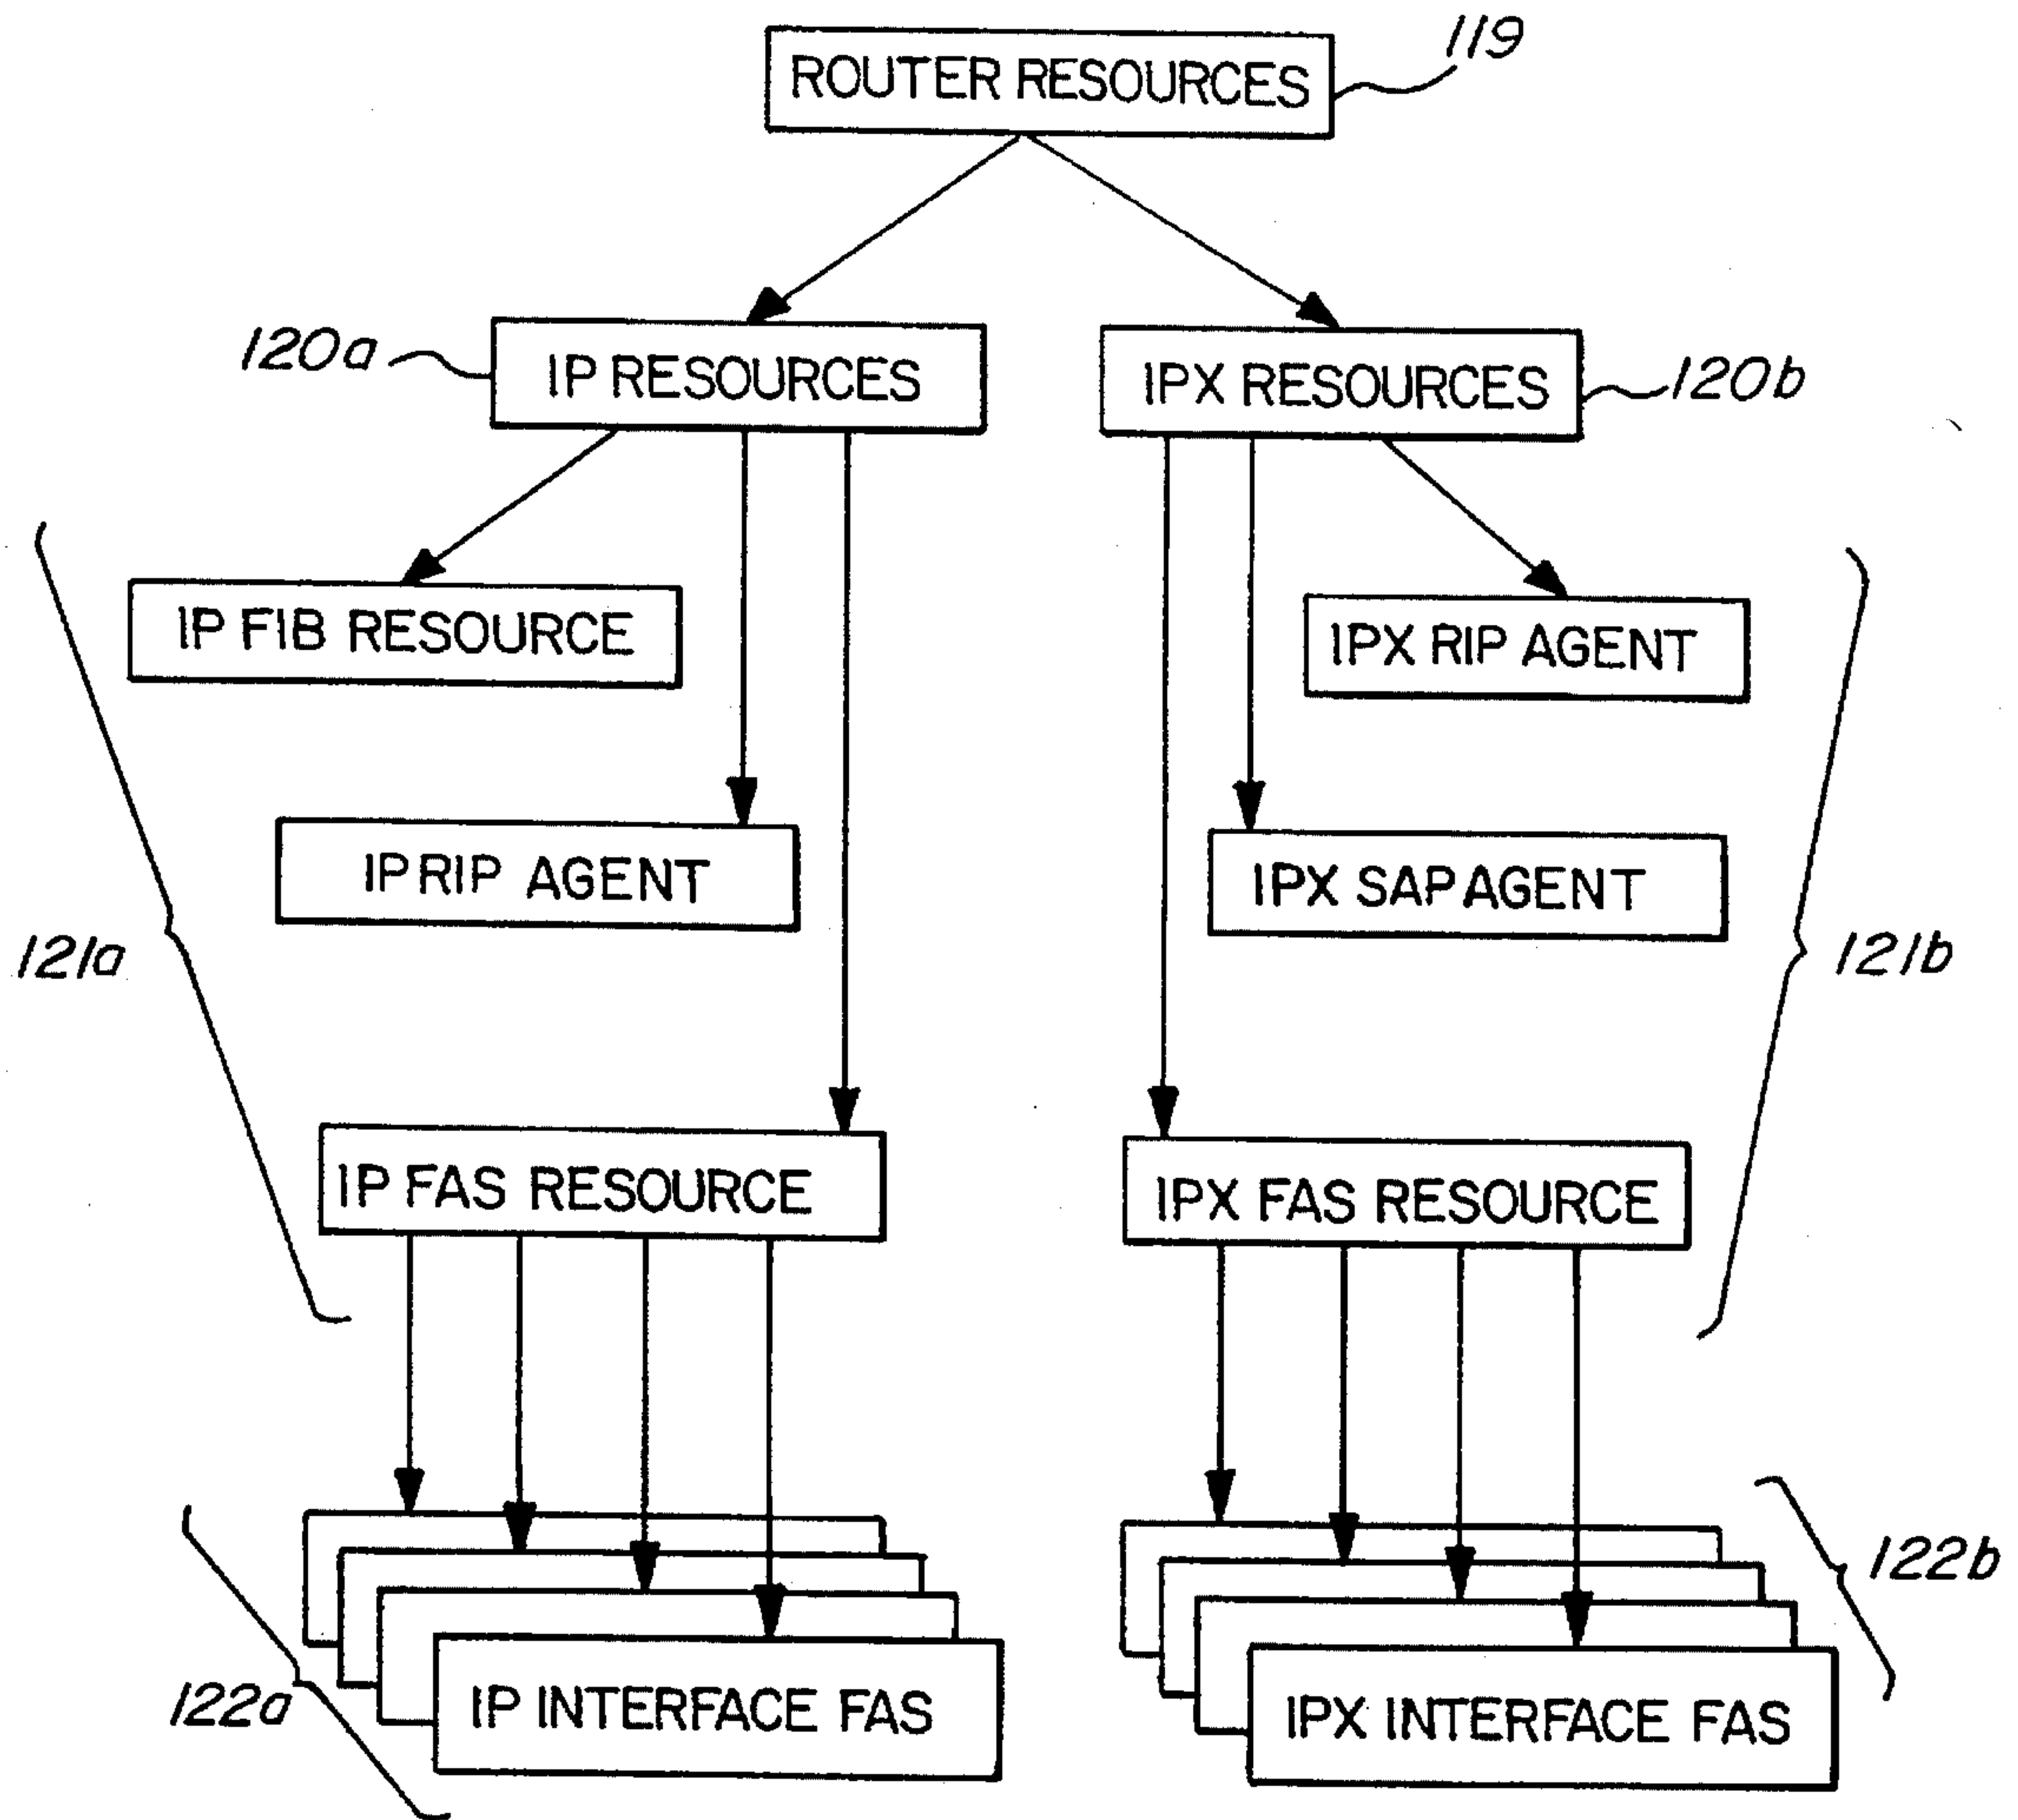 119
ROUTER RESOURCES
120a
IP RESOURCES
IPX RESOURCES
120b
IP FIB RESOURCE
IPX RIP AGENT
IP RIP AGENT
IPX SAP AGENT
121a
121b
IP FAS RESOURCE
IPX FAS RESOURCE
122b
122a
IP INTERFACE FAS
IPX INTERFACE FAS